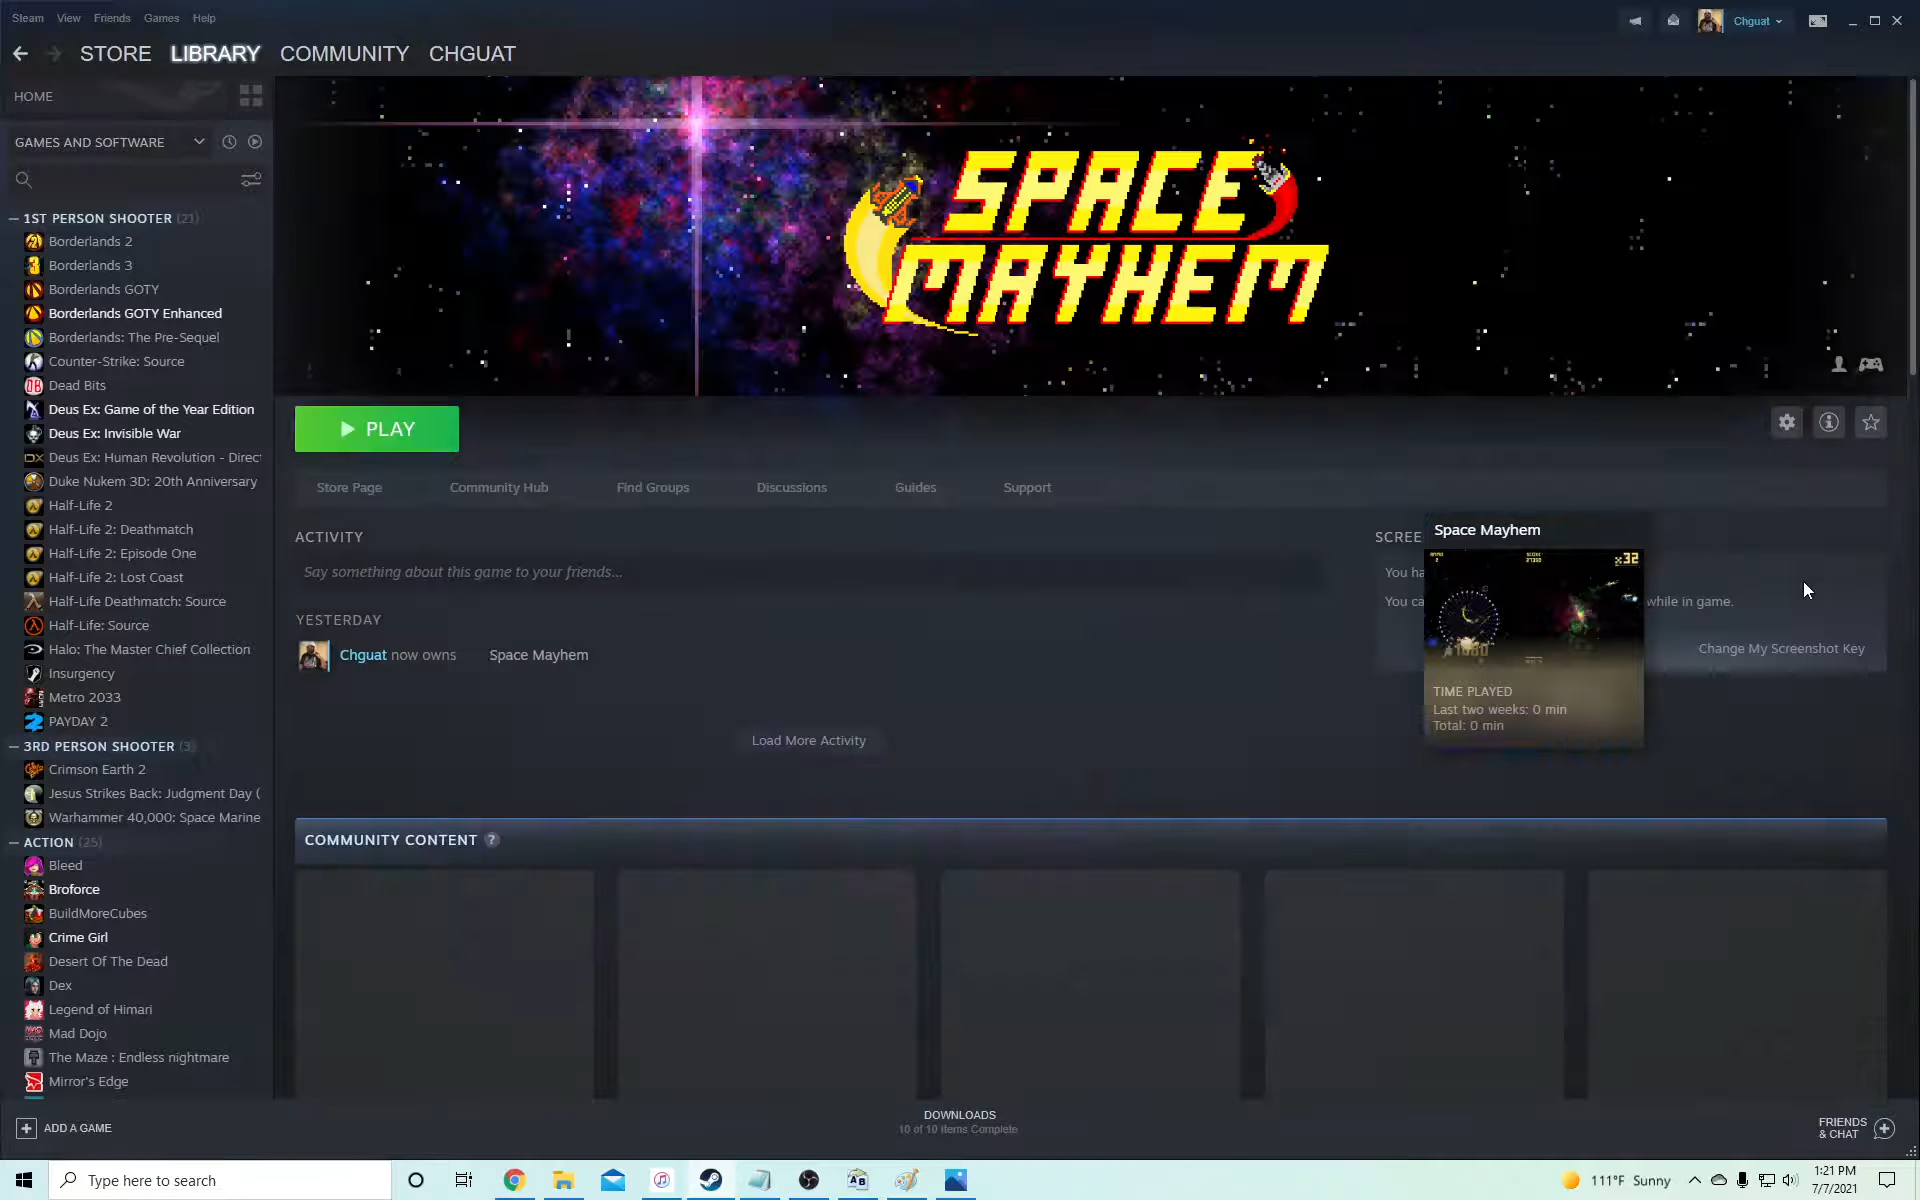 Steam View Friends Games Help
Chguat
STORE LIBRARY COMMUNITY CHGUAT
HOME
GAMES AND SOFTWARE
1ST PERSON SHOOTER (21)
Borderlands 2
Borderlands 3
Borderlands GOTY
Borderlands GOTY Enhanced
Borderlands: The Pre-Sequel
Counter-Strike: Source
Dead Bits
Deus Ex: Game of the Year Edition
Deus Ex: Invisible War
Deus Ex: Human Revolution - Direc
Duke Nukem 3D: 20th Anniversary
Half-Life 2
Half-Life 2: Deathmatch
Half-Life 2: Episode One
Half-Life 2: Lost Coast
Half-Life Deathmatch: Source
Half-Life: Source
Halo: The Master Chief Collection
Insurgency
Metro 2033
PAYDAY 2
3RD PERSON SHOOTER (3)
Crimson Earth 2
Jesus Strikes Back: Judgment Day (
Warhammer 40,000: Space Marine
ACTION (25)
Bleed
Broforce
BuildMoreCubes
Crime Girl
Desert Of The Dead
Dex
Legend of Himari
Mad Dojo
The Maze : Endless nightmare
Mirror's Edge
ADD A GAME
SPACE
MAYHEM
PLAY
Store Page Community Hub Find Groups Discussions Guides Support
ACTIVITY
Say something about this game to your friends...
YESTERDAY
Chguat now owns Space Mayhem
Load More Activity
SCREE
You ha
You ca while in game.
Change My Screenshot Key
Space Mayhem
x32
TIME PLAYED
Last two weeks: 0 min
Total: 0 min
COMMUNITY CONTENT ?
DOWNLOADS
10 of 10 Items Complete
FRIENDS
& CHAT
Type here to search
111°F Sunny
1:21 PM
7/7/2021